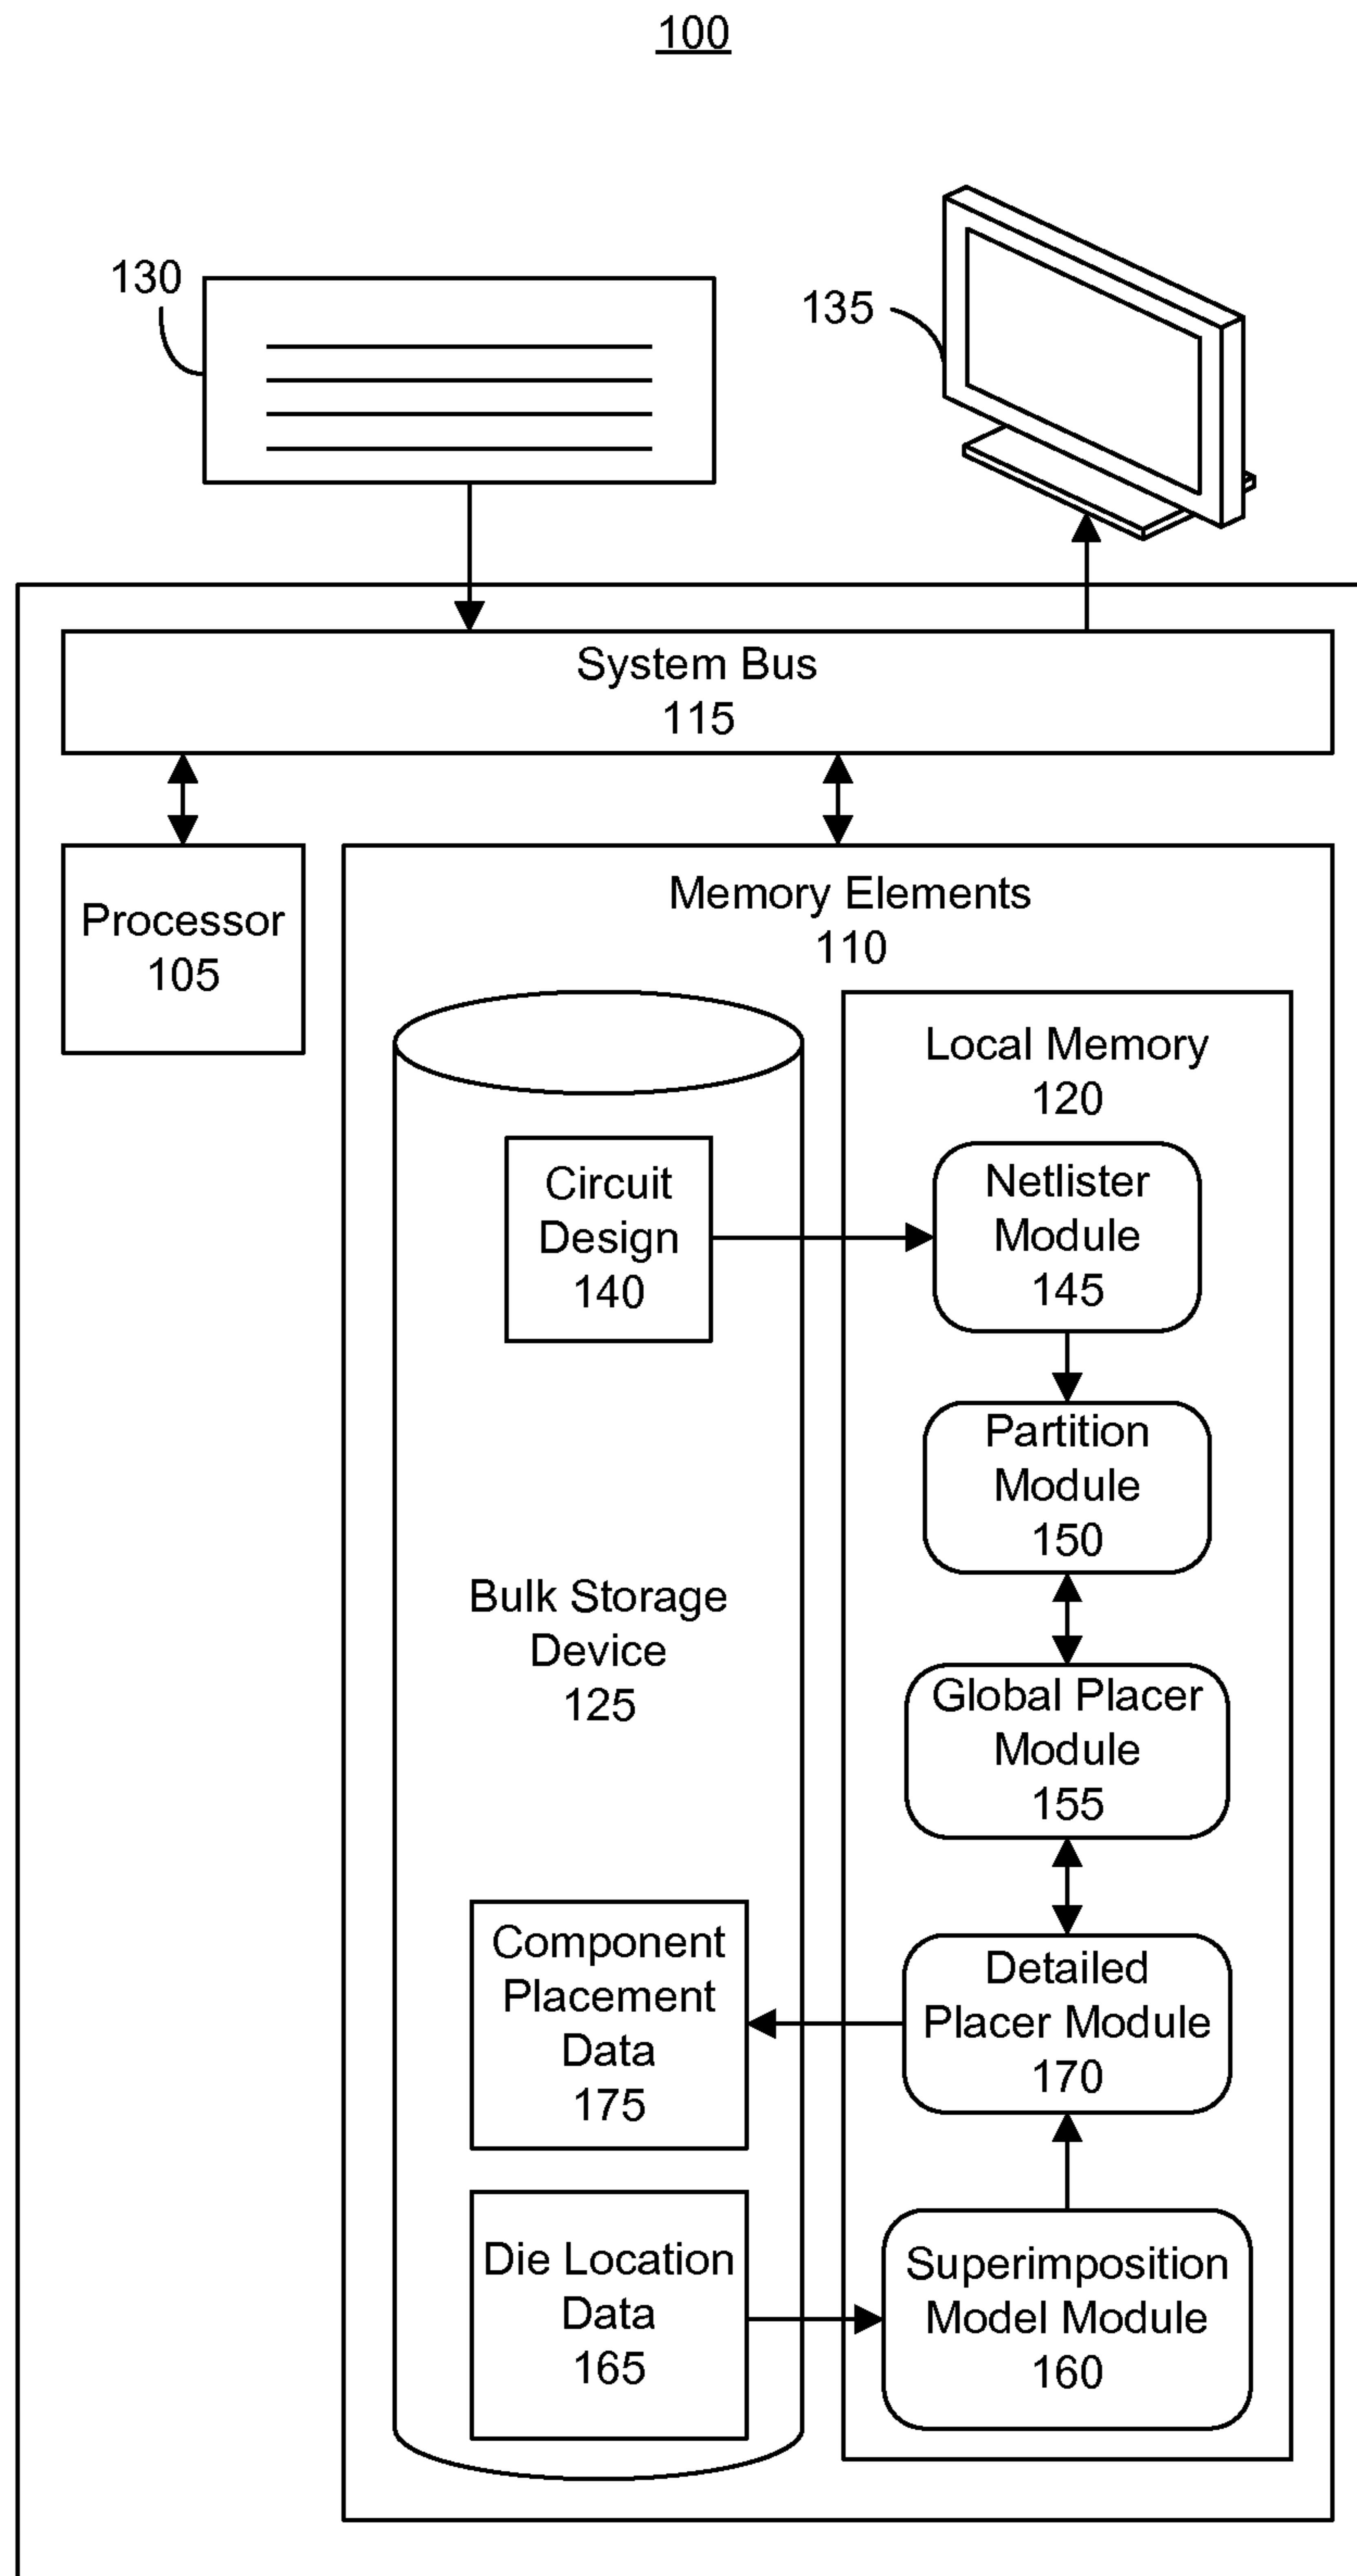 100
130
135
System Bus
115
Processor
105
Memory Elements
110
Local Memory
120
Circuit
Design
140
Netlister
Module
145
Partition
Module
150
Bulk Storage
Device
125
Global Placer
Module
155
Component
Placement
Data
175
Detailed
Placer Module
170
Die Location
Data
165
Superimposition
Model Module
160